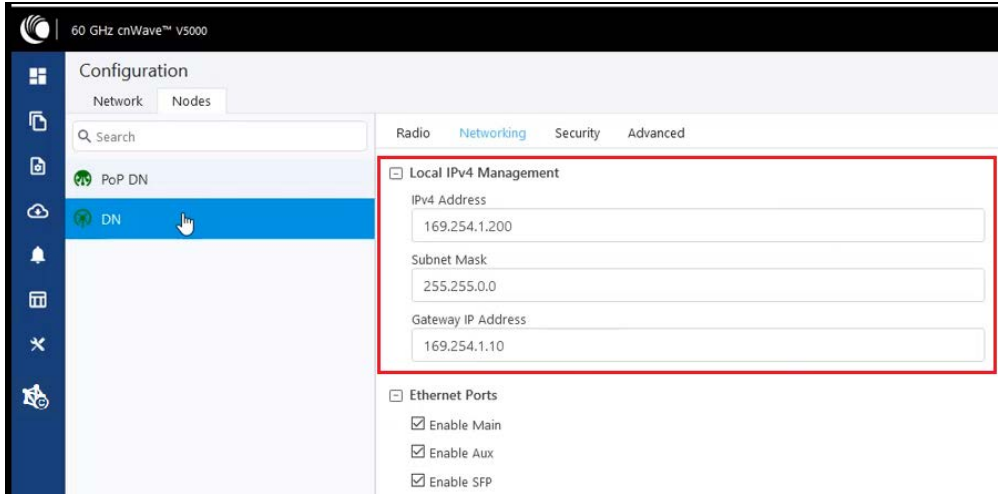 60 GHz cnWave™ V5000
Configuration
Network Nodes
Search
Radio Networking Security Advanced
PoP DN
DN
Local IPv4 Management
IPv4 Address
169.254.1.200
Subnet Mask
255.255.0.0
Gateway IP Address
169.254.1.10
Ethernet Ports
Enable Main
Enable Aux
Enable SFP